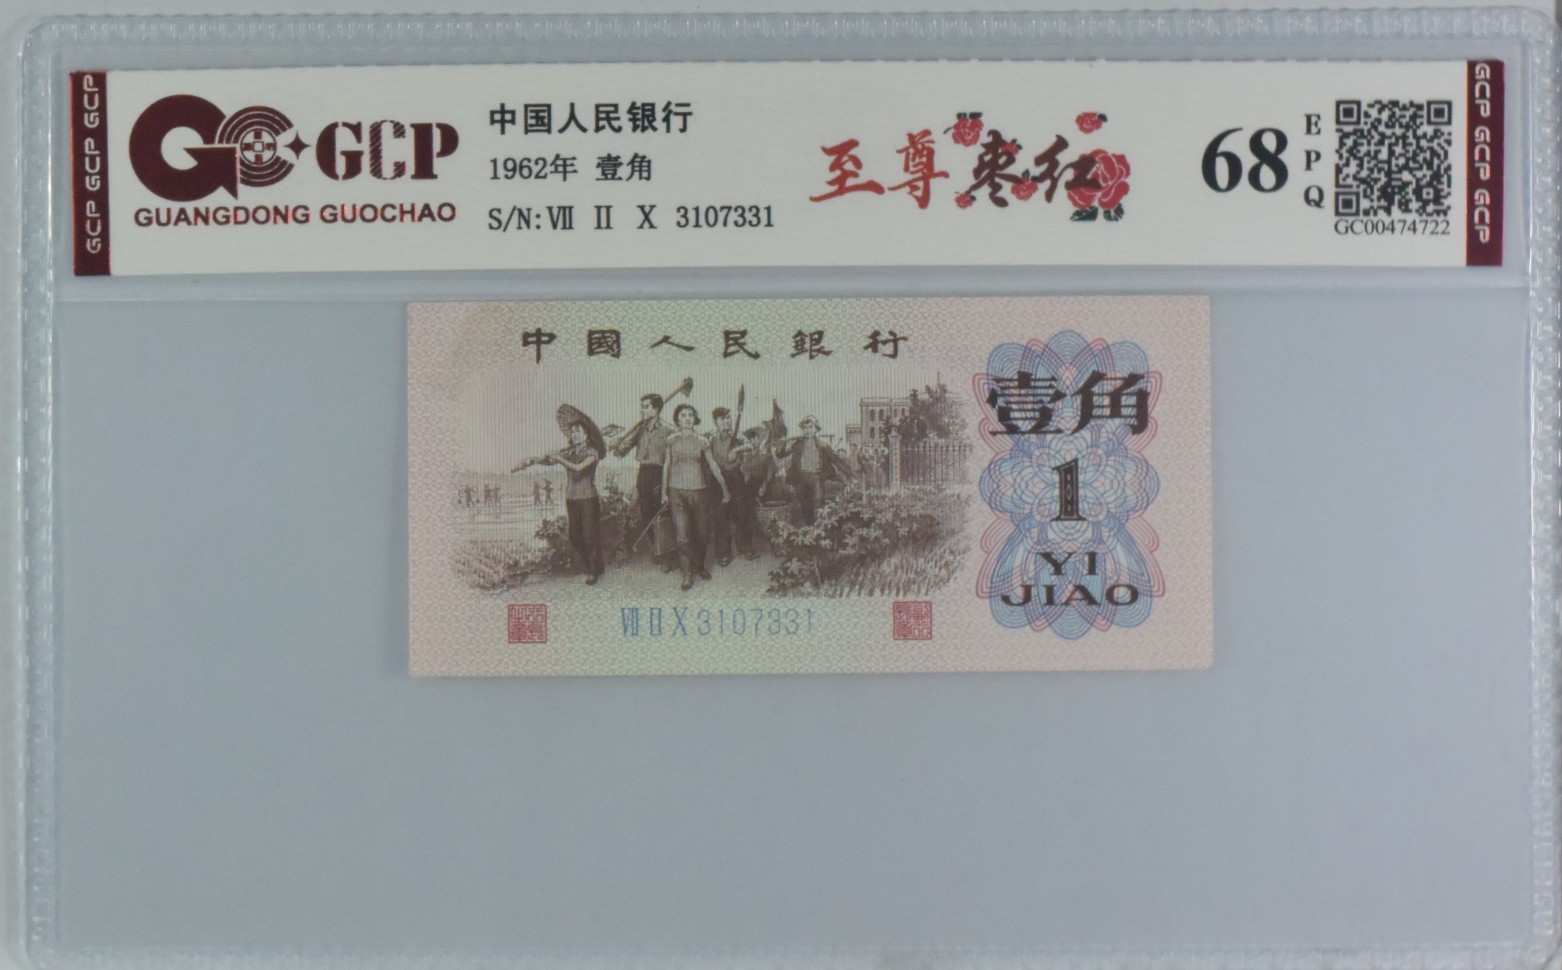 GCP GCP GCP
GCP
GUANGDONG GUOCHAO
中国人民银行
1962年 壹角
S/N:Ⅶ Ⅱ X 3107331
至尊枣红
68
EPQ
GC00474722
GCP GCP GCP
中國人民銀行
壹角
1
YI
JIAO
Ⅶ Ⅱ X 3107331